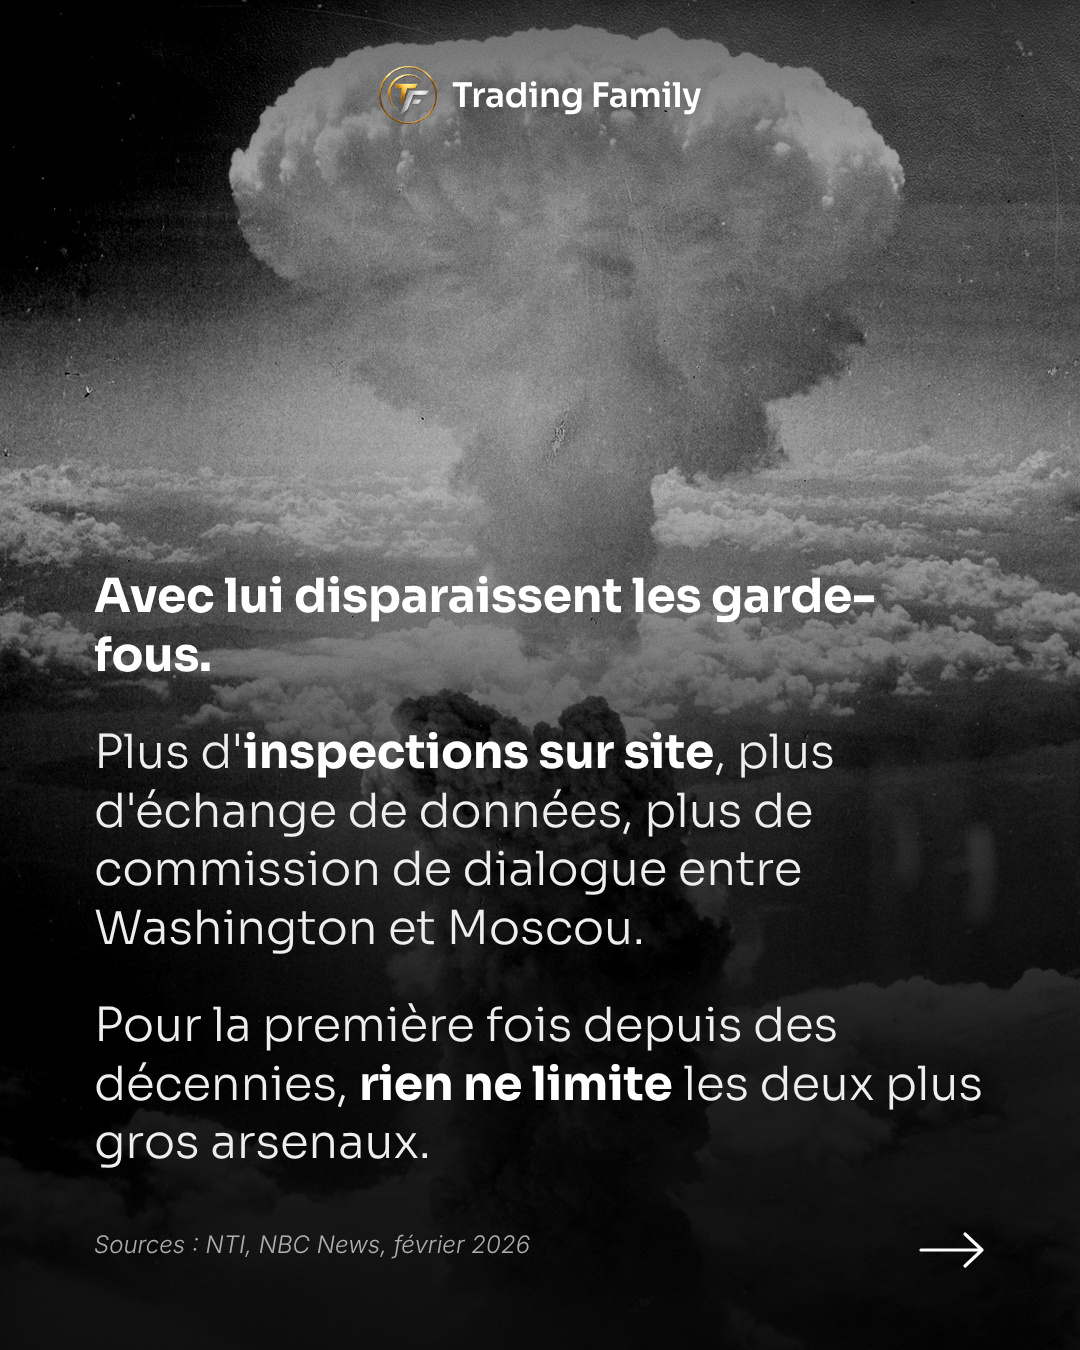 TF Trading Family
Avec lui disparaissent les garde-
fous.
Plus d'inspections sur site, plus
d'échange de données, plus de
commission de dialogue entre
Washington et Moscou.
Pour la première fois depuis des
décennies, rien ne limite les deux plus
gros arsenaux.
Sources : NTI, NBC News, février 2026